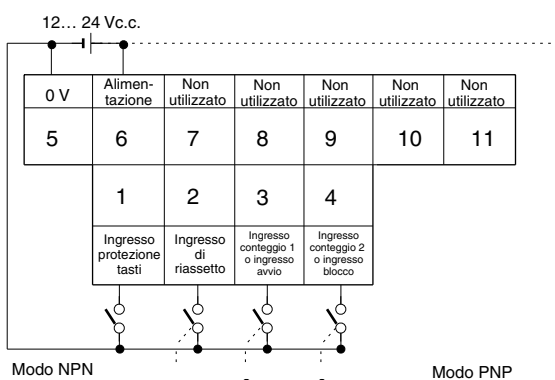 12... 24 Vc.c.
0 V
Alimen-
tazione
Non
utilizzato
Non
utilizzato
Non
utilizzato
Non
utilizzato
Non
utilizzato
5 6 7 8 9 10 11
1 2 3 4
Ingresso
protezione
tasti
Ingresso
di
riassetto
Ingresso
conteggio 1
o ingresso
avvio
Ingresso
conteggio 2
o ingresso
blocco
Modo NPN
Modo PNP